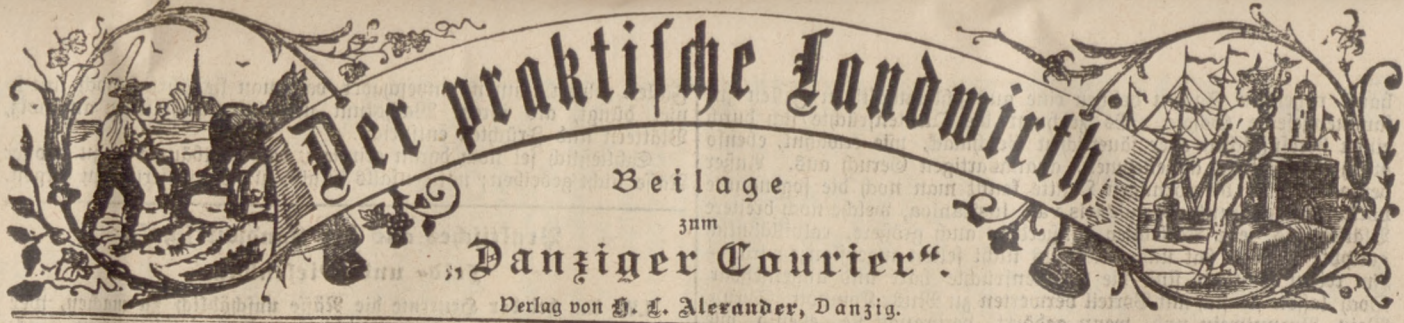 Der praktische Landwirth.
Beilage
zum
„Danziger Courier“.
Verlag von H. L. Alexander, Danzig.